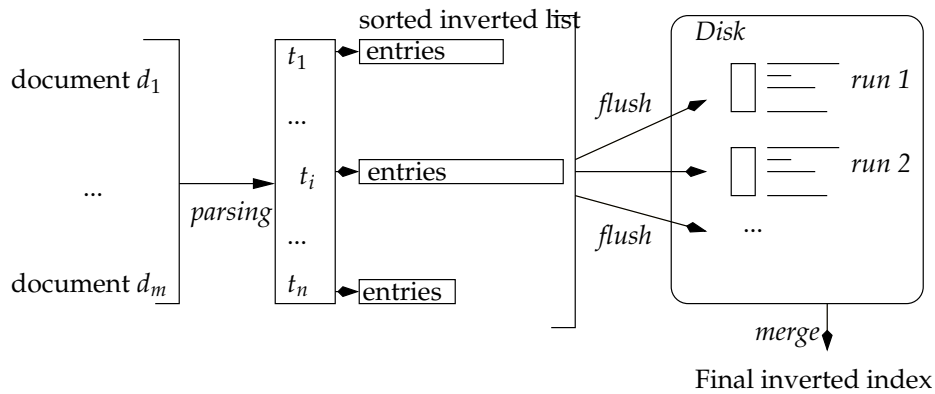 sorted inverted list
Disk
document d₁
t₁
entries
run 1
...
flush
...
tᵢ
entries
run 2
parsing
...
flush
...
document dₘ
tₙ
entries
merge
Final inverted index